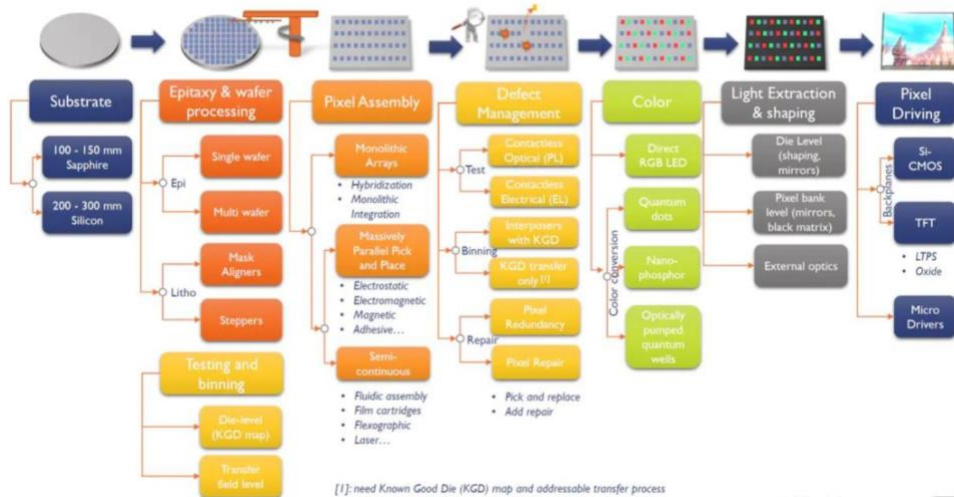 Substrate
100 - 150 mm
Sapphire
200 - 300 mm
Silicon
Epitaxy & wafer
processing
Epi
Single wafer
Multi wafer
Litho
Mask
Aligners
Steppers
Testing and
binning
Die-level
(KGD map)
Transfer
field level
Pixel Assembly
Monolithic
Arrays
• Hybridization
• Monolithic
Integration
Massively
Parallel Pick
and Place
• Electrostatic
• Electromagnetic
• Magnetic
• Adhesive…
Semi-
continuous
• Fluidic assembly
• Film cartridges
• Flexographic
• Laser…
Defect
Management
Test
Contactless
Optical (PL)
Contactless
Electrical (EL)
Binning
Interposers
with KGD
KGD transfer
only [1]
Repair
Pixel
Redundancy
Pixel Repair
• Pick and replace
• Add repair
Color
Direct
RGB LED
Color conversion
Quantum
dots
Nano-
phosphor
Optically
pumped
quantum
wells
Light Extraction
& shaping
Die Level
(shaping,
mirrors)
Pixel bank
level (mirrors,
black matrix)
External optics
Pixel
Driving
Backplanes
Si-
CMOS
TFT
• LTPS
• Oxide
Micro
Drivers
[1]: need Known Good Die (KGD) map and addressable transfer process